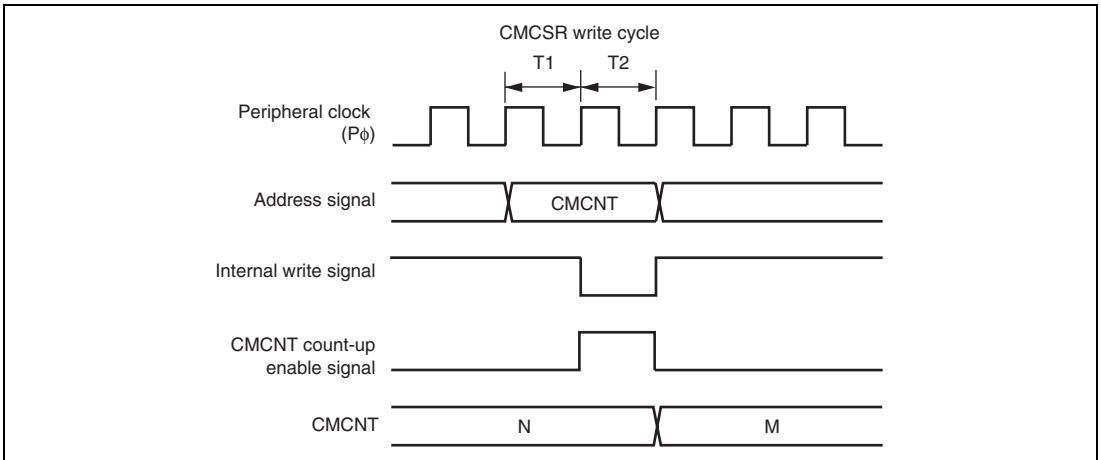 CMCSR write cycle
T1 T2
Peripheral clock
(Pϕ)
Address signal
CMCNT
Internal write signal
CMCNT count-up
enable signal
CMCNT
N
M